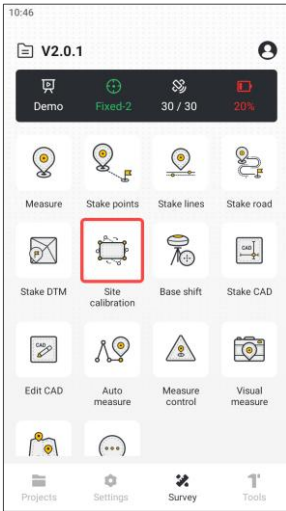 10:46
V2.0.1
Demo Fixed-2 30 / 30 20%
Measure Stake points Stake lines Stake road
Stake DTM Site calibration Base shift CAD Stake CAD
CAD Edit CAD Auto measure Measure control Visual measure
Projects Settings Survey Tools